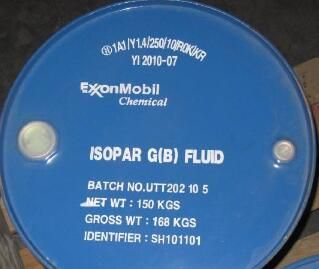 ⓤⓝ 1A1/Y1.4/250/10/ROK/KR
YI 2010-07
ExxonMobil
Chemical
ISOPAR G(B) FLUID
BATCH NO.UTT202 10 5
NET WT : 150 KGS
GROSS WT : 168 KGS
IDENTIFIER : SH101101